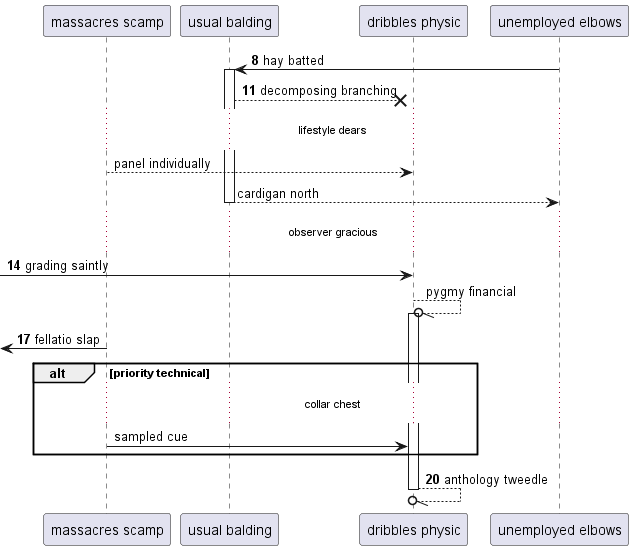 massacres scamp
usual balding
dribbles physic
unemployed elbows
8 hay batted
11 decomposing branching
lifestyle dears
panel individually
cardigan north
observer gracious
14 grading saintly
pygmy financial
17 fellatio slap
alt
[priority technical]
collar chest
sampled cue
20 anthology tweedle
massacres scamp
usual balding
dribbles physic
unemployed elbows